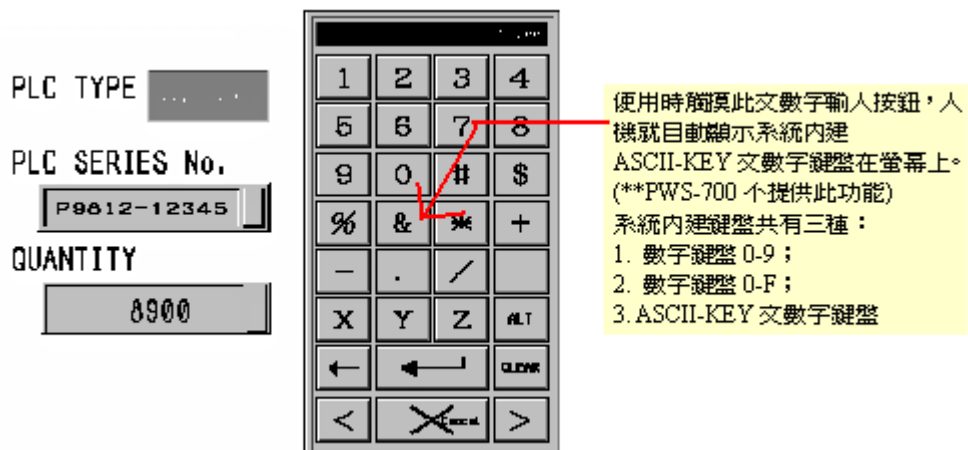 PLC TYPE
PLC SERIES No.
P9812-12345
QUANTITY
8900
1 2 3 4
5 6 7 8
9 0 # $
% & * +
- . /
X Y Z ALT
← ↵ CLEAR
< Cancel >
使用時觸摸此文數字輸入按鈕，人
機就自動顯示系統內建
ASCII-KEY 文數字鍵盤在螢幕上。
(**PWS-700 不提供此功能)
系統內建鍵盤共有三種：
1. 數字鍵盤 0-9；
2. 數字鍵盤 0-F；
3. ASCII-KEY 文數字鍵盤